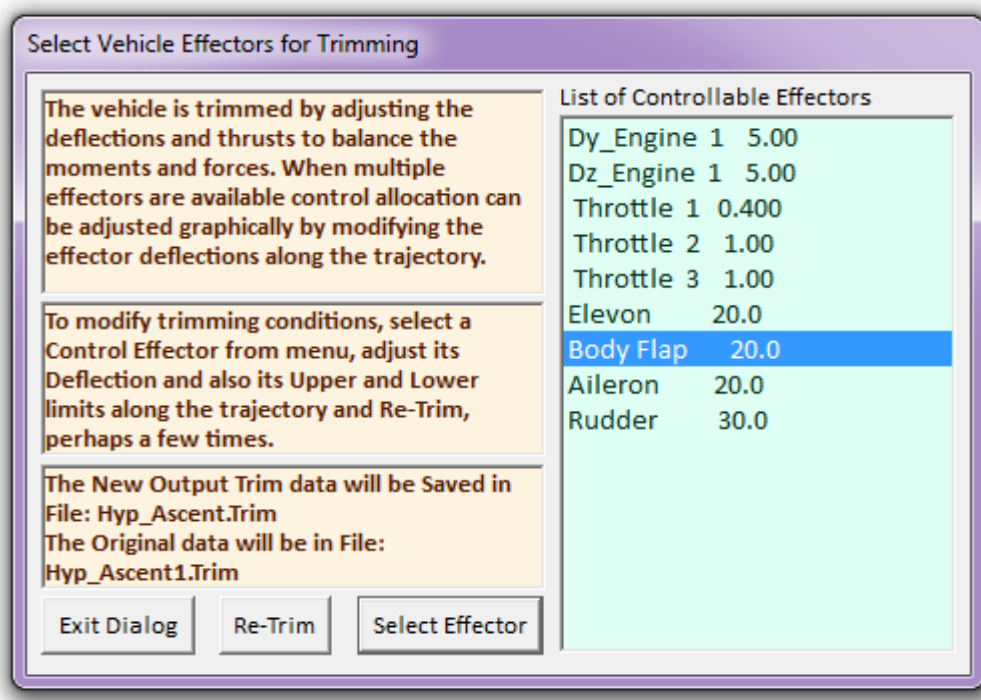 Select Vehicle Effectors for Trimming
The vehicle is trimmed by adjusting the
deflections and thrusts to balance the
moments and forces. When multiple
effectors are available control allocation can
be adjusted graphically by modifying the
effector deflections along the trajectory.
To modify trimming conditions, select a
Control Effector from menu, adjust its
Deflection and also its Upper and Lower
limits along the trajectory and Re-Trim,
perhaps a few times.
The New Output Trim data will be Saved in
File: Hyp_Ascent.Trim
The Original data will be in File:
Hyp_Ascent1.Trim
Exit Dialog
Re-Trim
Select Effector
List of Controllable Effectors
Dy_Engine 1 5.00
Dz_Engine 1 5.00
Throttle 1 0.400
Throttle 2 1.00
Throttle 3 1.00
Elevon 20.0
Body Flap 20.0
Aileron 20.0
Rudder 30.0